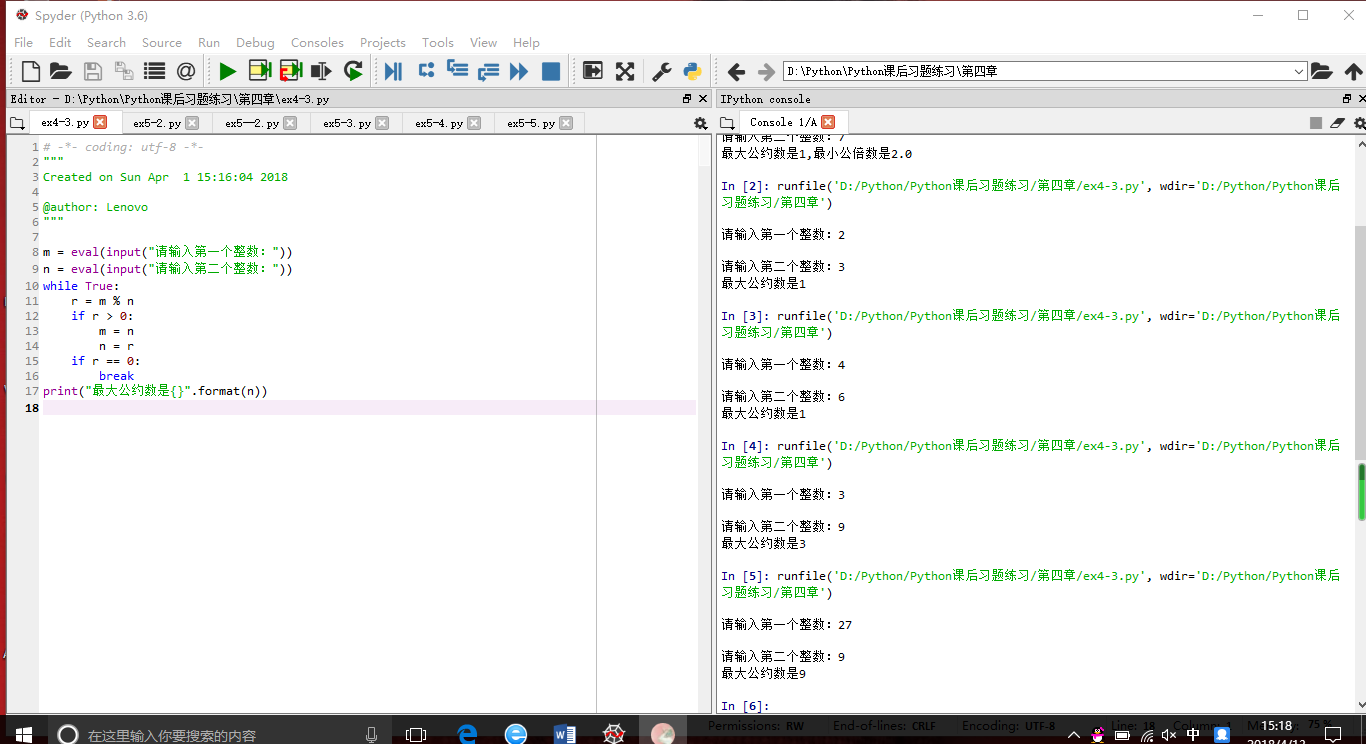 Spyder (Python 3.6)
File Edit Search Source Run Debug Consoles Projects Tools View Help
D:\Python\Python课后习题练习\第四章
Editor - D:\Python\Python课后习题练习\第四章\ex4-3.py
IPython console
ex4-3.py ex5-2.py ex5--2.py ex5-3.py ex5-4.py ex5-5.py
Console 1/A
1 # -*- coding: utf-8 -*-
2 """
3 Created on Sun Apr  1 15:16:04 2018
4
5 @author: Lenovo
6 """
7
8 m = eval(input("请输入第一个整数: "))
9 n = eval(input("请输入第二个整数: "))
10 while True:
11     r = m % n
12     if r > 0:
13         m = n
14         n = r
15     if r == 0:
16         break
17 print("最大公约数是{}".format(n))
18
请输入第二个整数: 7
最大公约数是1,最小公倍数是2.0
In [2]: runfile('D:/Python/Python课后习题练习/第四章/ex4-3.py', wdir='D:/Python/Python课后
习题练习/第四章')
请输入第一个整数: 2
请输入第二个整数: 3
最大公约数是1
In [3]: runfile('D:/Python/Python课后习题练习/第四章/ex4-3.py', wdir='D:/Python/Python课后
习题练习/第四章')
请输入第一个整数: 4
请输入第二个整数: 6
最大公约数是1
In [4]: runfile('D:/Python/Python课后习题练习/第四章/ex4-3.py', wdir='D:/Python/Python课后
习题练习/第四章')
请输入第一个整数: 3
请输入第二个整数: 9
最大公约数是3
In [5]: runfile('D:/Python/Python课后习题练习/第四章/ex4-3.py', wdir='D:/Python/Python课后
习题练习/第四章')
请输入第一个整数: 27
请输入第二个整数: 9
最大公约数是9
In [6]:
Permissions: RW End-of-lines: CRLF Encoding: UTF-8 Line: 18 Column: 1 75 %
在这里输入你要搜索的内容
中
15:18